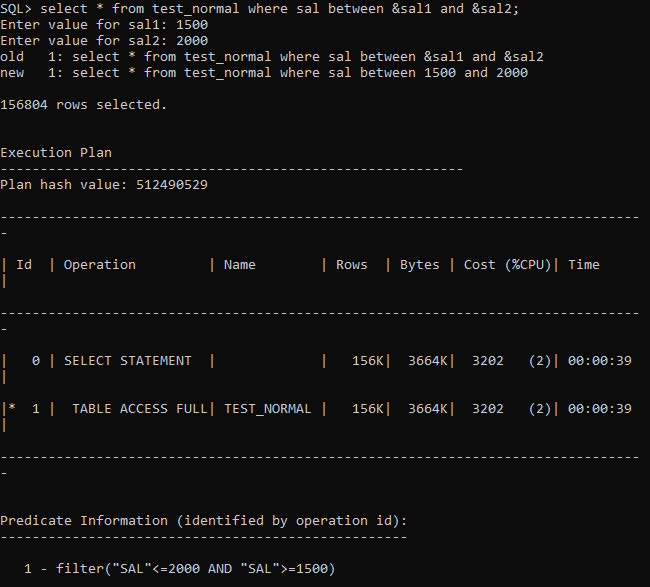 SQL> select * from test_normal where sal between &sal1 and &sal2;
Enter value for sal1: 1500
Enter value for sal2: 2000
old   1: select * from test_normal where sal between &sal1 and &sal2
new   1: select * from test_normal where sal between 1500 and 2000

156804 rows selected.


Execution Plan
----------------------------------------------------------
Plan hash value: 512490529

--------------------------------------------------------------------------------
-

| Id  | Operation         | Name        | Rows  | Bytes | Cost (%CPU)| Time
|

--------------------------------------------------------------------------------
-

|   0 | SELECT STATEMENT  |             |   156K|  3664K|  3202   (2)| 00:00:39
|

|*  1 |  TABLE ACCESS FULL| TEST_NORMAL |   156K|  3664K|  3202   (2)| 00:00:39
|

--------------------------------------------------------------------------------
-


Predicate Information (identified by operation id):
---------------------------------------------------

   1 - filter("SAL"<=2000 AND "SAL">=1500)